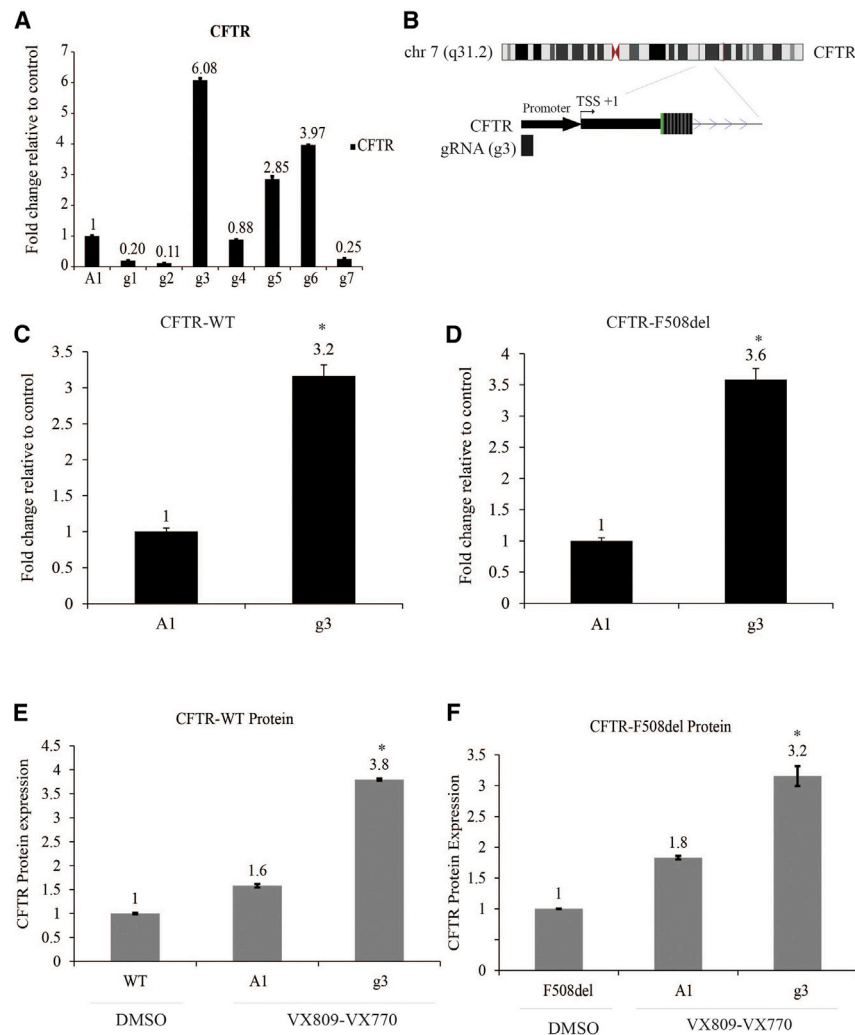 A
CFTR
Fold change relative to control
7
6
5
4
3
2
1
0
1
0.20
0.11
6.08
0.88
2.85
3.97
0.25
CFTR
A1 g1 g2 g3 g4 g5 g6 g7
B
chr 7 (q31.2) CFTR
Promoter TSS +1
CFTR
gRNA (g3)
C
CFTR-WT
Fold change relative to control
3.5
3
2.5
2
1.5
1
0.5
0
1
*
3.2
A1 g3
D
CFTR-F508del
Fold change relative to control
4
3.5
3
2.5
2
1.5
1
0.5
0
1
*
3.6
A1 g3
E
CFTR-WT Protein
CFTR Protein expression
4.5
4
3.5
3
2.5
2
1.5
1
0.5
0
1
1.6
*
3.8
WT A1 g3
DMSO VX809-VX770
F
CFTR-F508del Protein
CFTR Protein Expression
3.5
3
2.5
2
1.5
1
0.5
0
1
1.8
*
3.2
F508del A1 g3
DMSO VX809-VX770